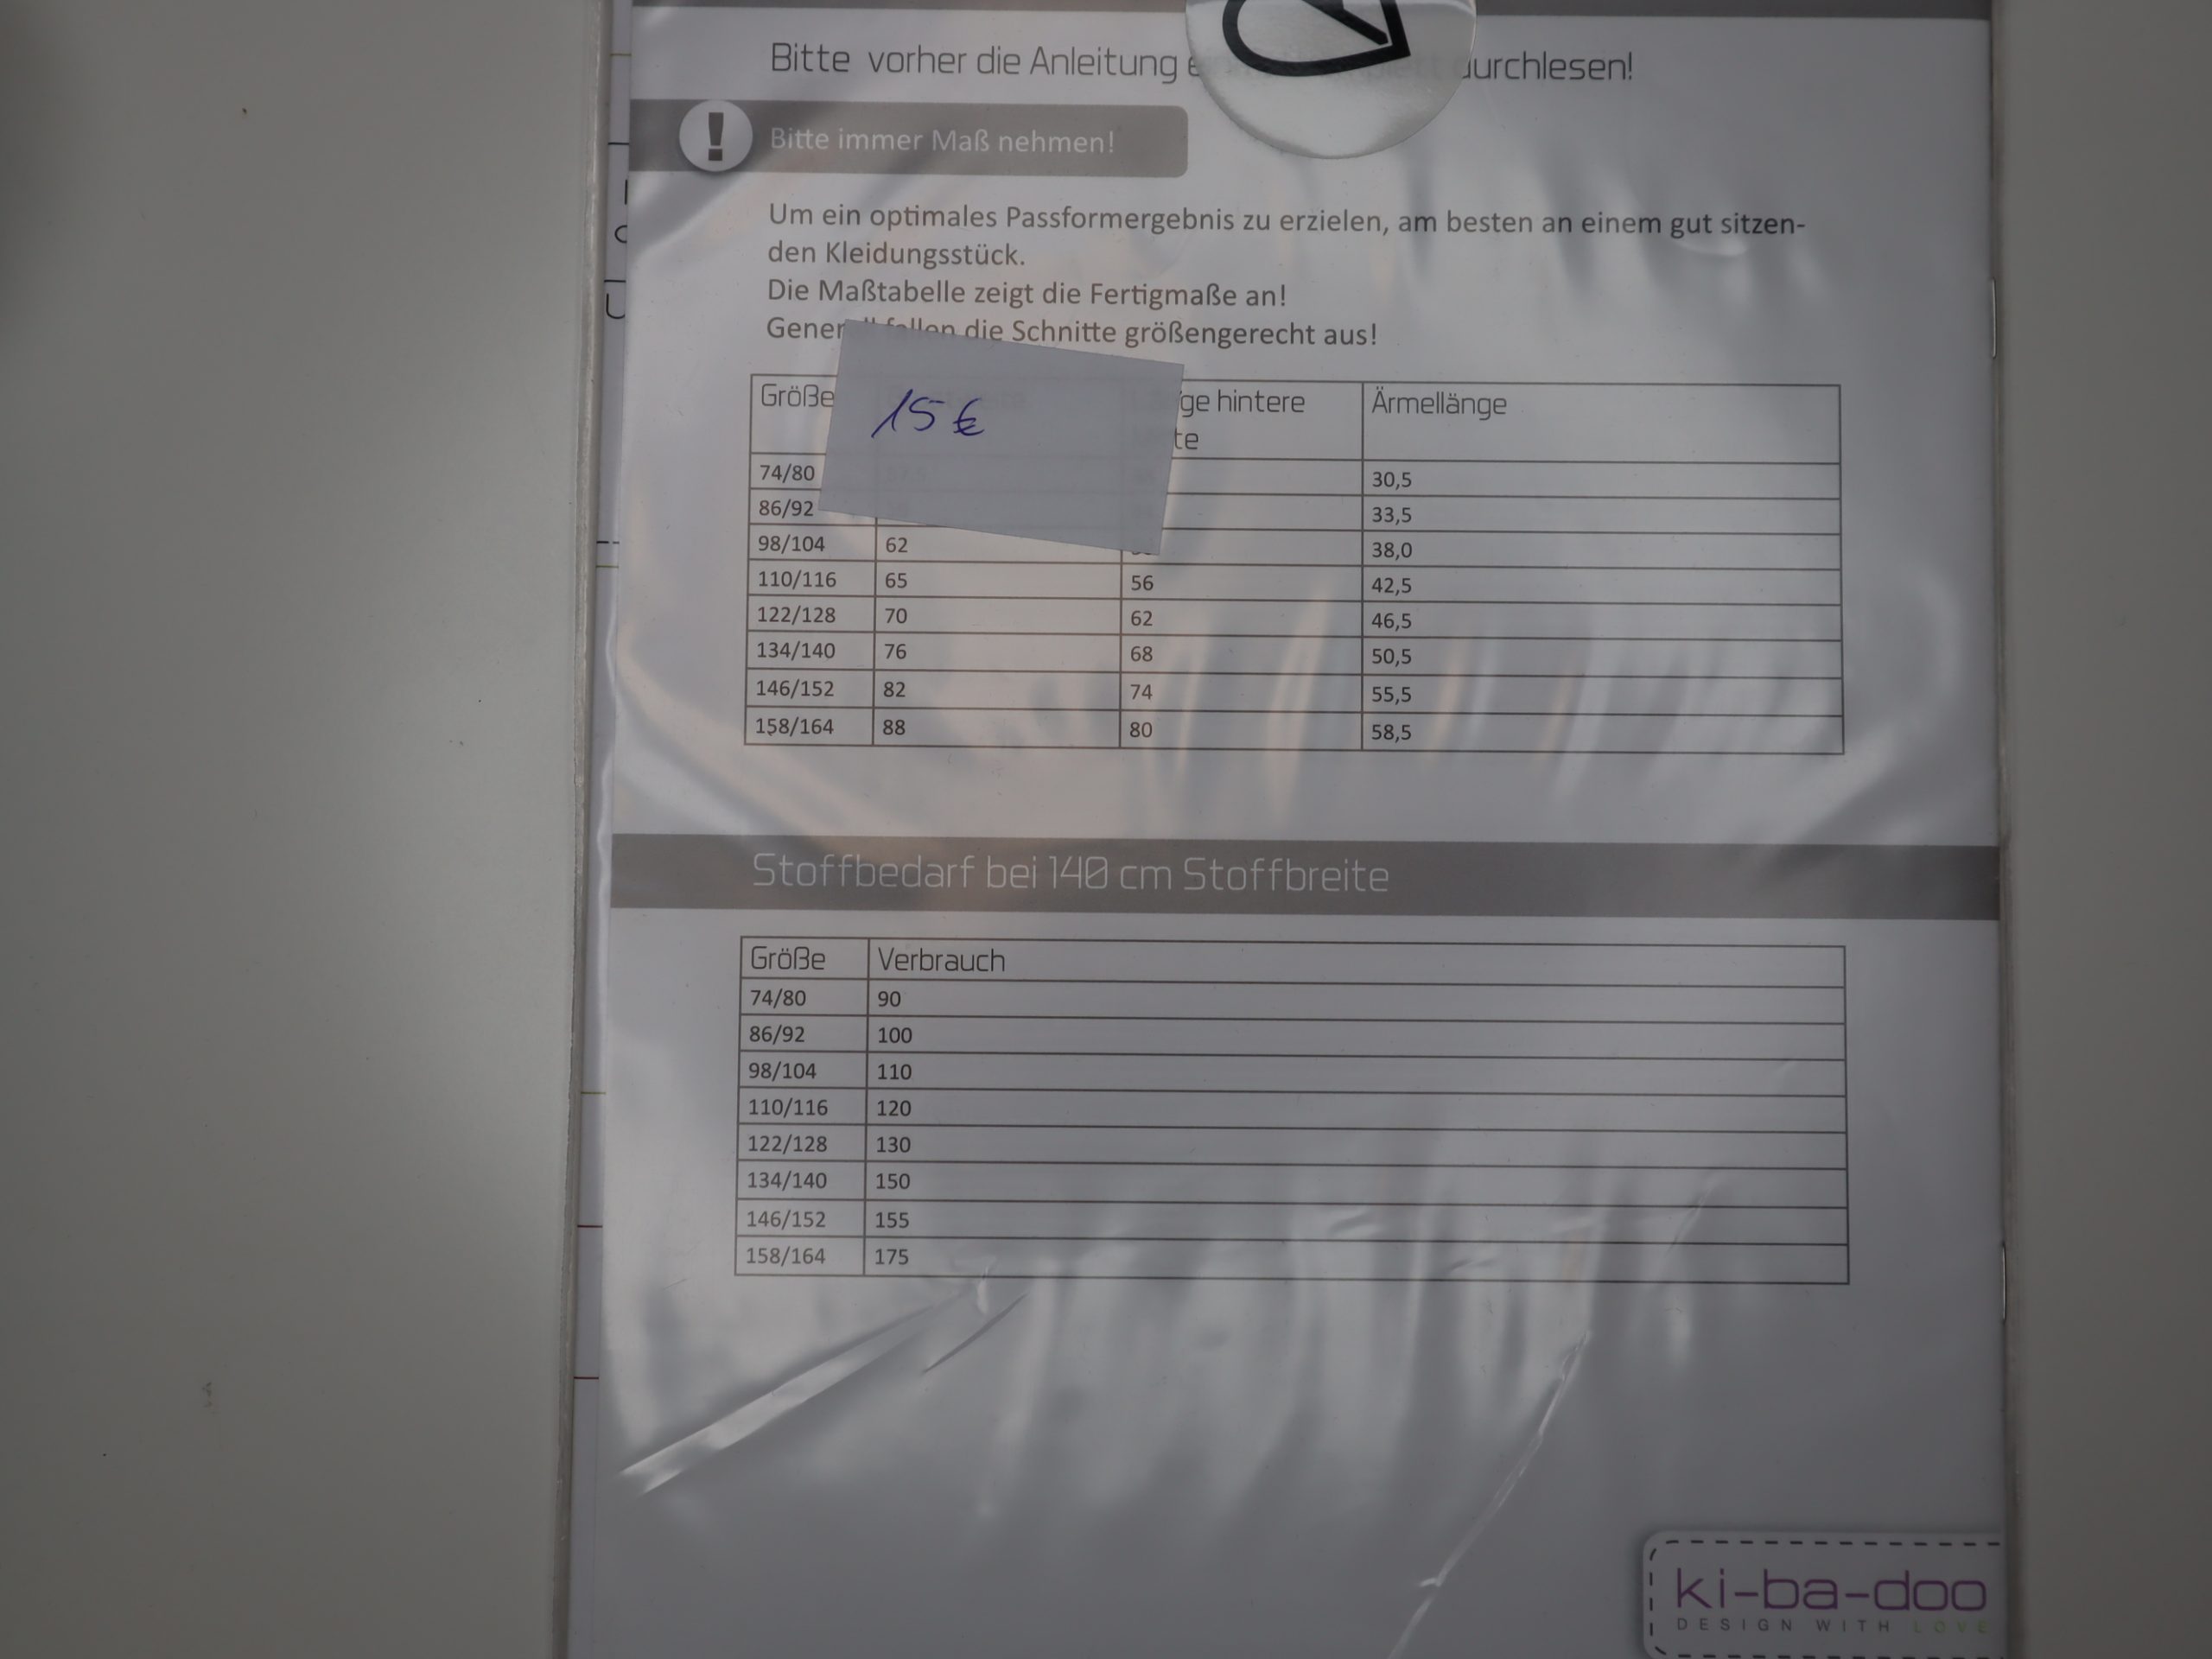 Bitte vorher die Anleitung durchlesen!
! Bitte immer Maß nehmen!
Um ein optimales Passformergebnis zu erzielen, am besten an einem gut sitzen-
den Kleidungsstück.
Die Maßtabelle zeigt die Fertigmaße an!
Generell fallen die Schnitte größengerecht aus!
15 €
Größe hintere Ärmellänge
74/80 30,5
86/92 33,5
98/104 62 38,0
110/116 65 56 42,5
122/128 70 62 46,5
134/140 76 68 50,5
146/152 82 74 55,5
158/164 88 80 58,5
Stoffbedarf bei 140 cm Stoffbreite
Größe Verbrauch
74/80 90
86/92 100
98/104 110
110/116 120
122/128 130
134/140 150
146/152 155
158/164 175
ki-ba-doo
DESIGN WITH LOVE